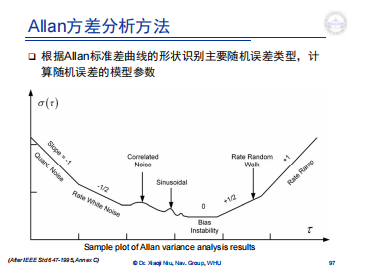 Allan方差分析方法
根据Allan标准差曲线的形状识别主要随机误差类型，计
算随机误差的模型参数
σ(τ)
Slope = -1
Quan. Noise
-1/2
Rate White Noise
Correlated
Noise
Sinusoidal
0
Bias
Instability
Rate Random
Walk
+1/2
+1
Rate Ramp
τ
Sample plot of Allan variance analysis results
(After IEEE Std 647-1995, Annex C)
© Dr. Xiaoji Niu, Nav. Group, WHU
97